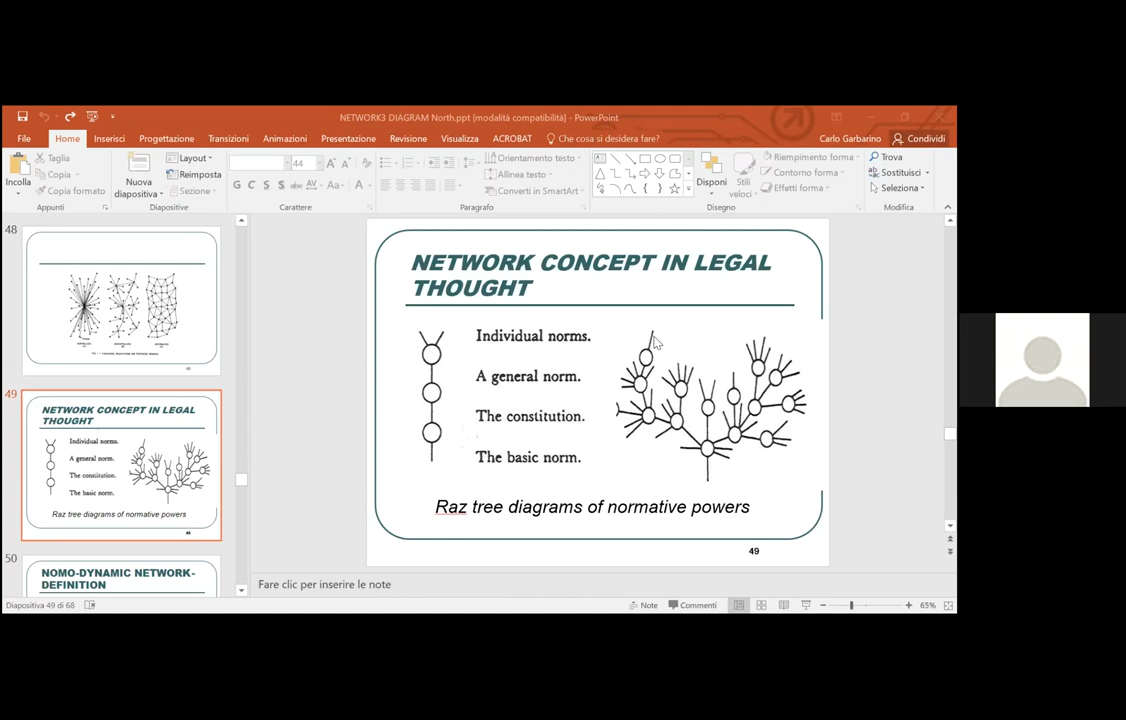 NETWORK3 DIAGRAM North.ppt [modalità compatibilità] - PowerPoint
File Home Inserisci Progettazione Transizioni Animazioni Presentazione Revisione Visualizza ACROBAT Che cosa si desidera fare? Carlo Garbarino Condividi
Incolla
Taglia
Copia
Copia formato
Appunti
Nuova
diapositiva
Layout
Reimposta
Sezione
Diapositive
44
G C S S abc AV Aa A
Carattere
Orientamento testo
Allinea testo
Converti in SmartArt
Paragrafo
Disponi
Stili
veloci
Riempimento forma
Contorno forma
Effetti forma
Disegno
Trova
Sostituisci
Seleziona
Modifica
48
49
NETWORK CONCEPT IN LEGAL
THOUGHT
Individual norms.
A general norm.
The constitution.
The basic norm.
Raz tree diagrams of normative powers
49
50
NOMO-DYNAMIC NETWORK-
DEFINITION
NETWORK CONCEPT IN LEGAL
THOUGHT
Individual norms.
A general norm.
The constitution.
The basic norm.
Raz tree diagrams of normative powers
49
Fare clic per inserire le note
Diapositiva 49 di 68 Note Commenti 65%